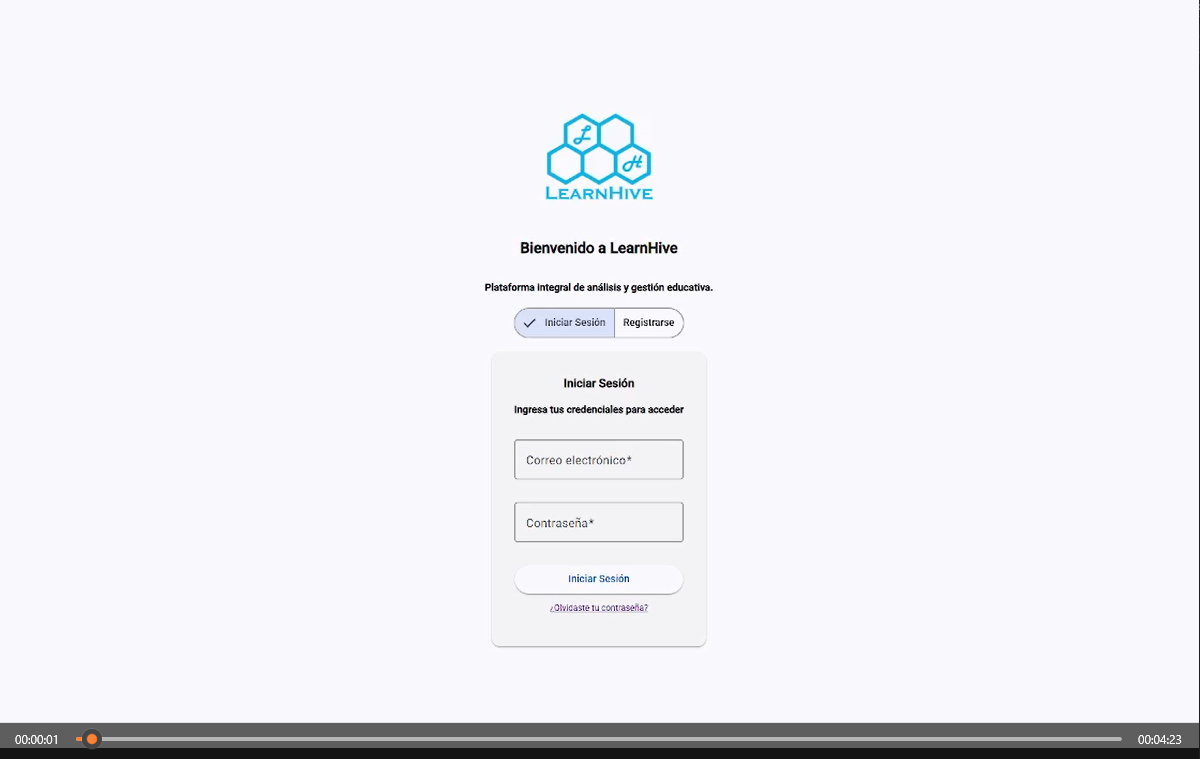 L
H
LEARNHIVE
Bienvenido a LearnHive
Plataforma integral de análisis y gestión educativa.
Iniciar Sesión Registrarse
Iniciar Sesión
Ingresa tus credenciales para acceder
Correo electrónico*
Contraseña*
Iniciar Sesión
¿Olvidaste tu contraseña?
00:00:01 00:04:23